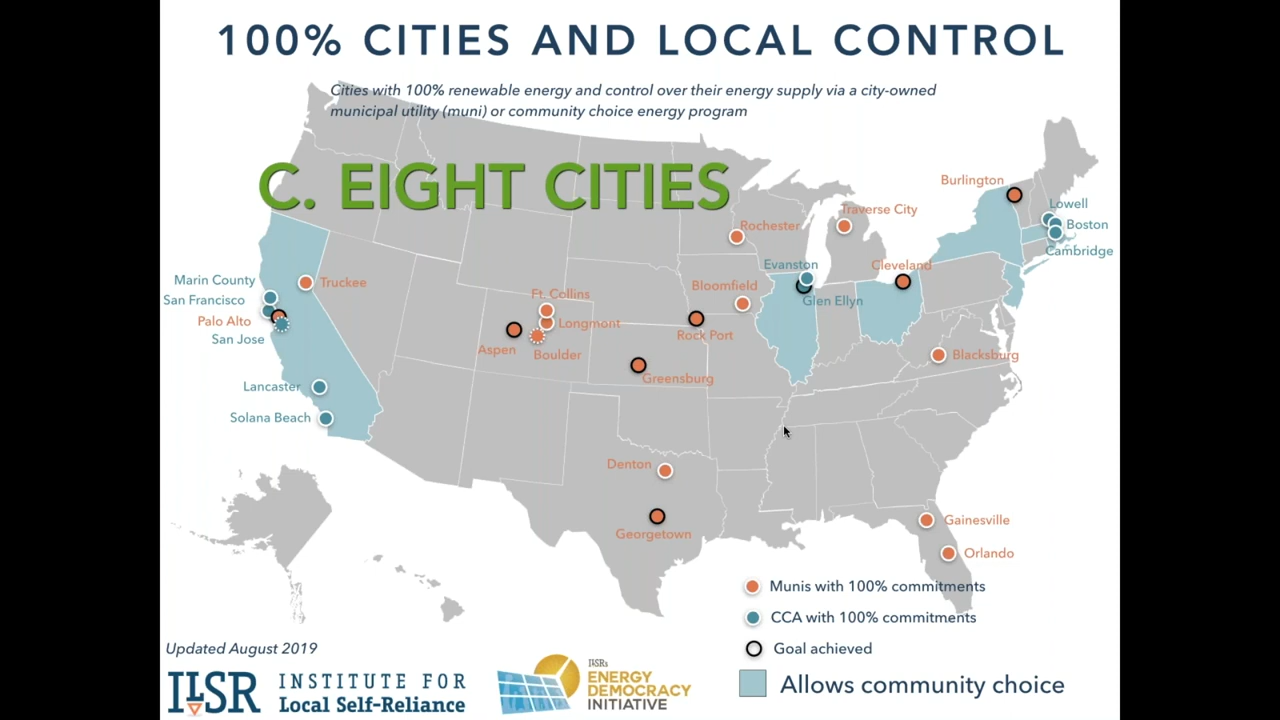 100% CITIES AND LOCAL CONTROL
Cities with 100% renewable energy and control over their energy supply via a city-owned
municipal utility (muni) or community choice energy program
C. EIGHT CITIES
Burlington
Lowell
Boston
Cambridge
Traverse City
Rochester
Evanston
Cleveland
Glen Ellyn
Bloomfield
Rock Port
Marin County
Truckee
San Francisco
Palo Alto
San Jose
Ft. Collins
Longmont
Aspen
Boulder
Greensburg
Blacksburg
Lancaster
Solana Beach
Denton
Georgetown
Gainesville
Orlando
Munis with 100% commitments
CCA with 100% commitments
Goal achieved
Allows community choice
Updated August 2019
ILSR
INSTITUTE FOR
Local Self-Reliance
ILSR's
ENERGY
DEMOCRACY
INITIATIVE